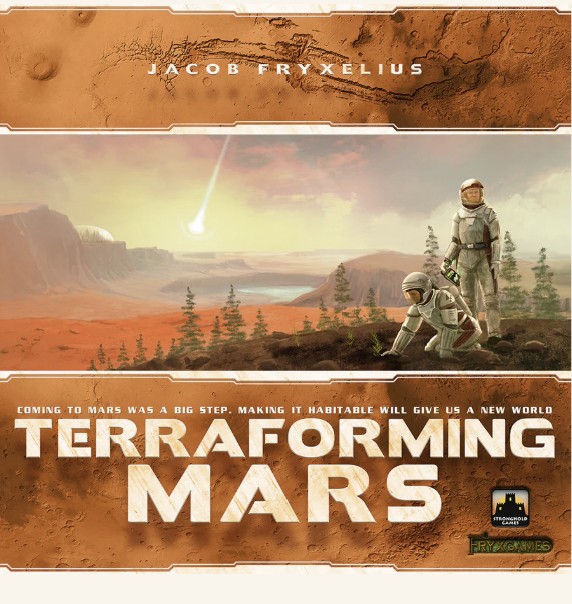 JACOB FRYXELIUS
COMING TO MARS WAS A BIG STEP. MAKING IT HABITABLE WILL GIVE US A NEW WORLD
TERRAFORMING
MARS
STRONGHOLD
GAMES
FRYXGAMES